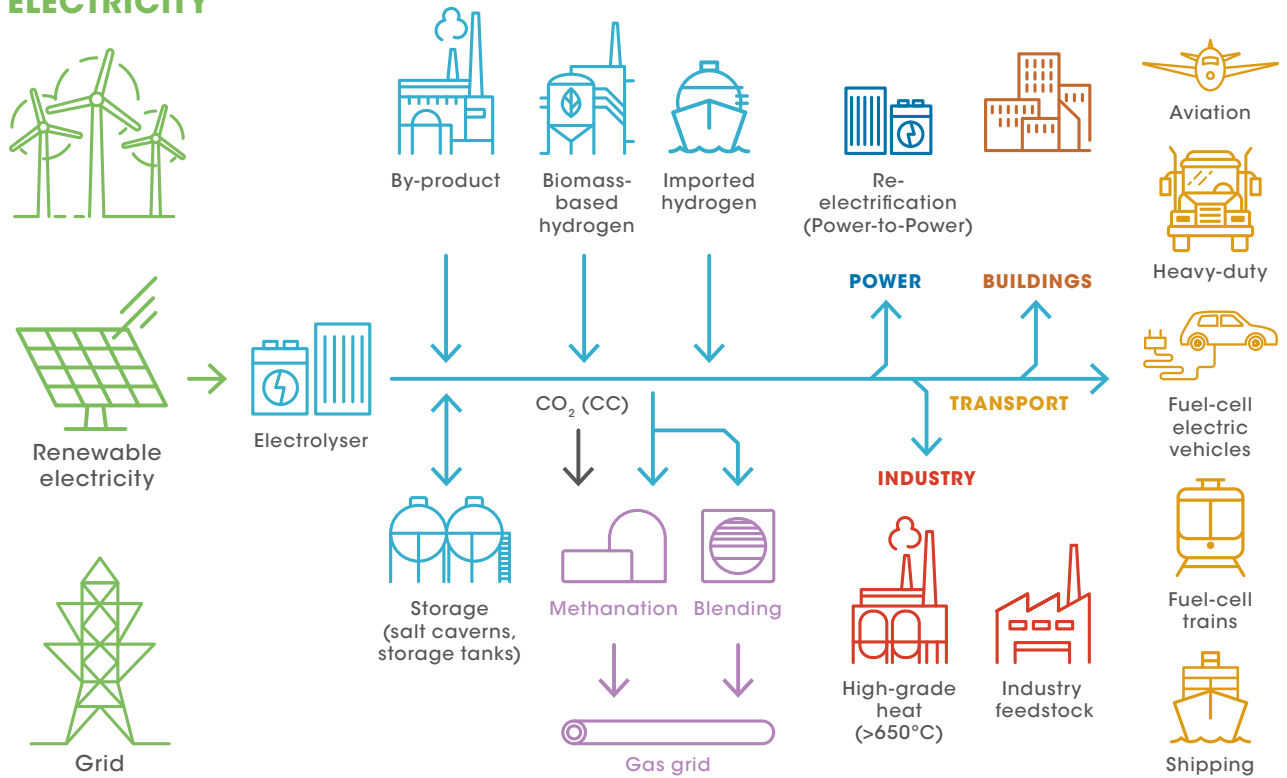 ELECTRICITY
Renewable
electricity
Grid
Electrolyser
By-product
Biomass-
based
hydrogen
Imported
hydrogen
Re-
electrification
(Power-to-Power)
POWER
BUILDINGS
TRANSPORT
INDUSTRY
CO2 (CC)
Storage
(salt caverns,
storage tanks)
Methanation
Blending
Gas grid
High-grade
heat
(>650°C)
Industry
feedstock
Aviation
Heavy-duty
Fuel-cell
electric
vehicles
Fuel-cell
trains
Shipping